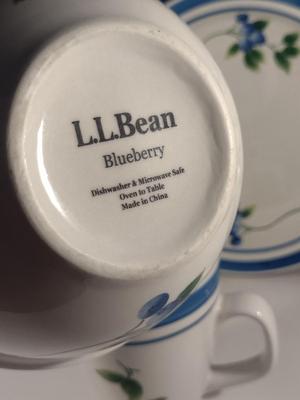 L.L.Bean
Blueberry
Dishwasher & Microwave Safe
Oven to Table
Made in China